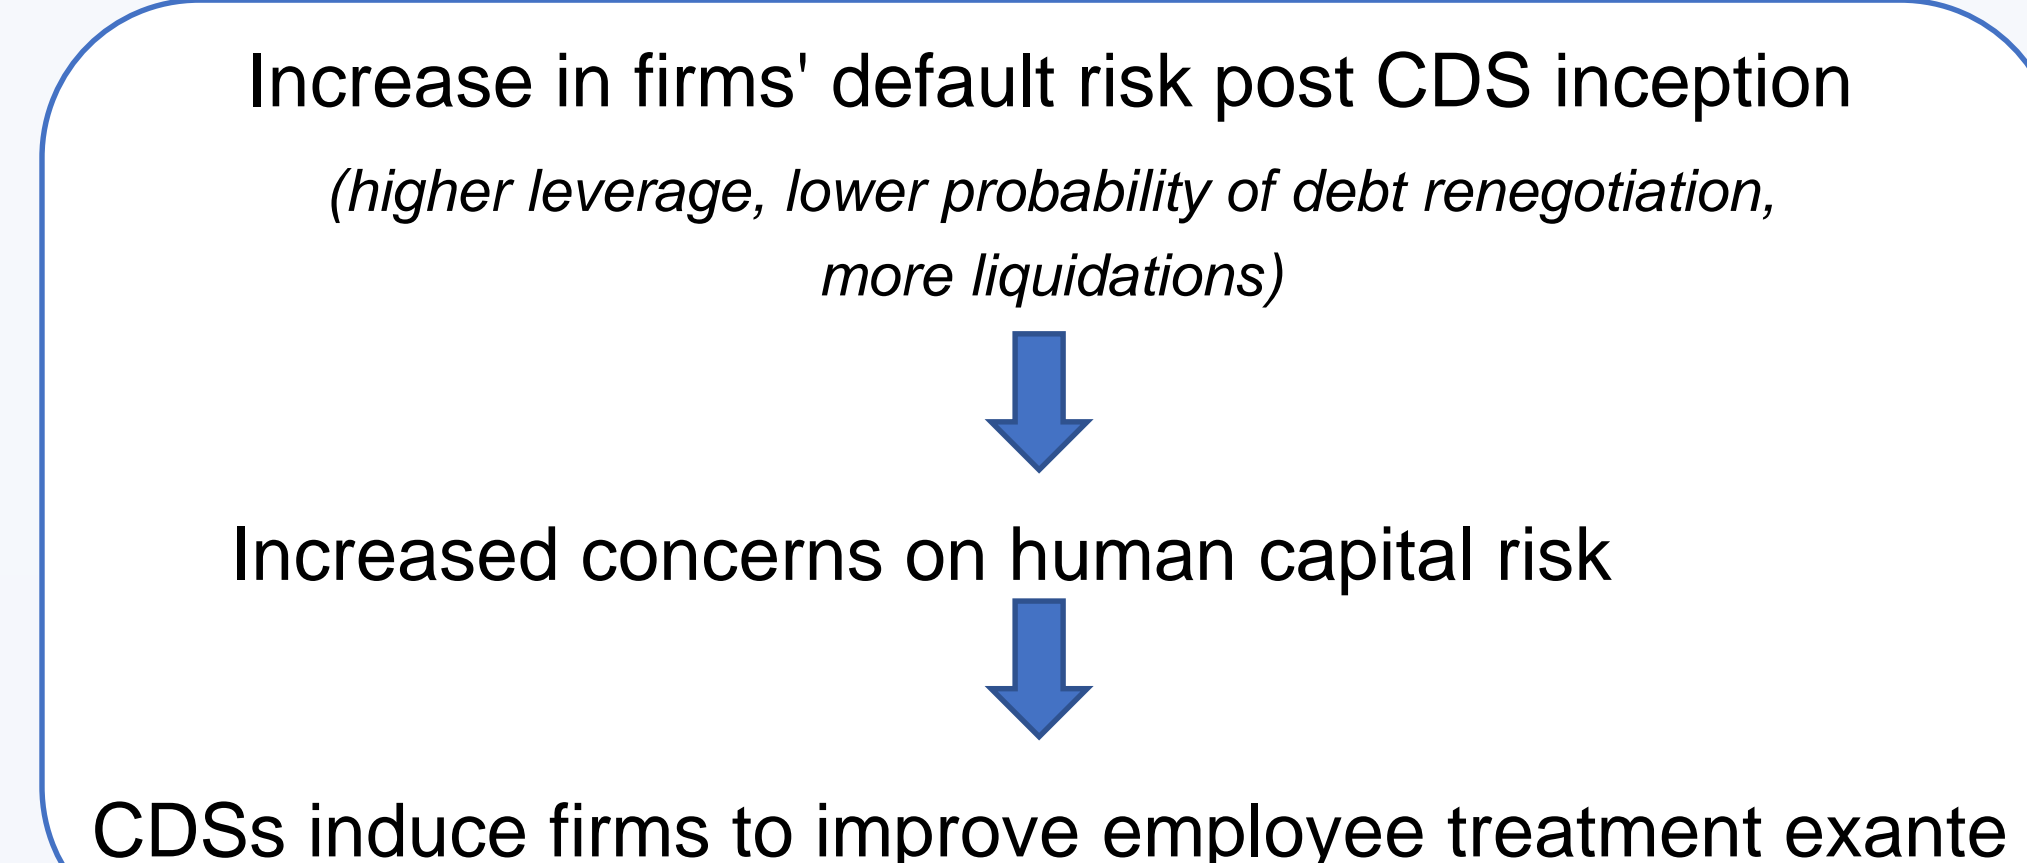 Increase in firms' default risk post CDS inception
(higher leverage, lower probability of debt renegotiation,
more liquidations)
Increased concerns on human capital risk
CDSs induce firms to improve employee treatment exante